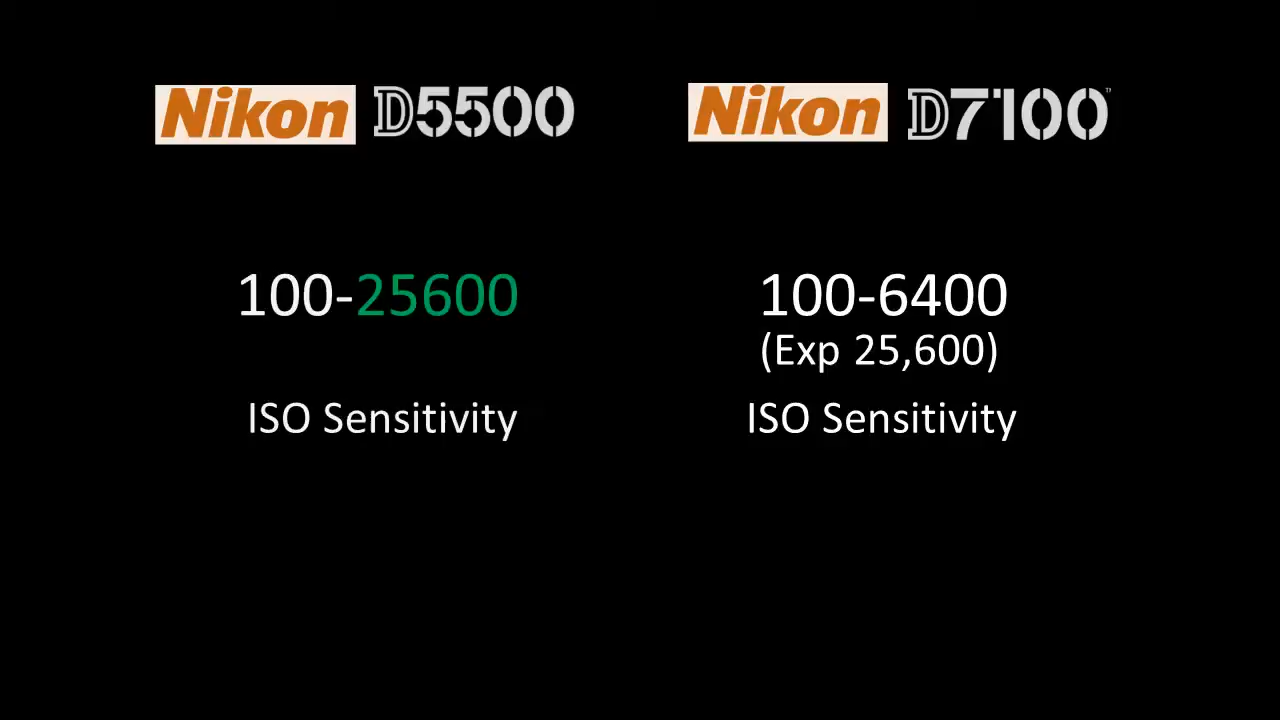 Nikon D5500
100-25600
ISO Sensitivity
Nikon D7100
100-6400
(Exp 25,600)
ISO Sensitivity